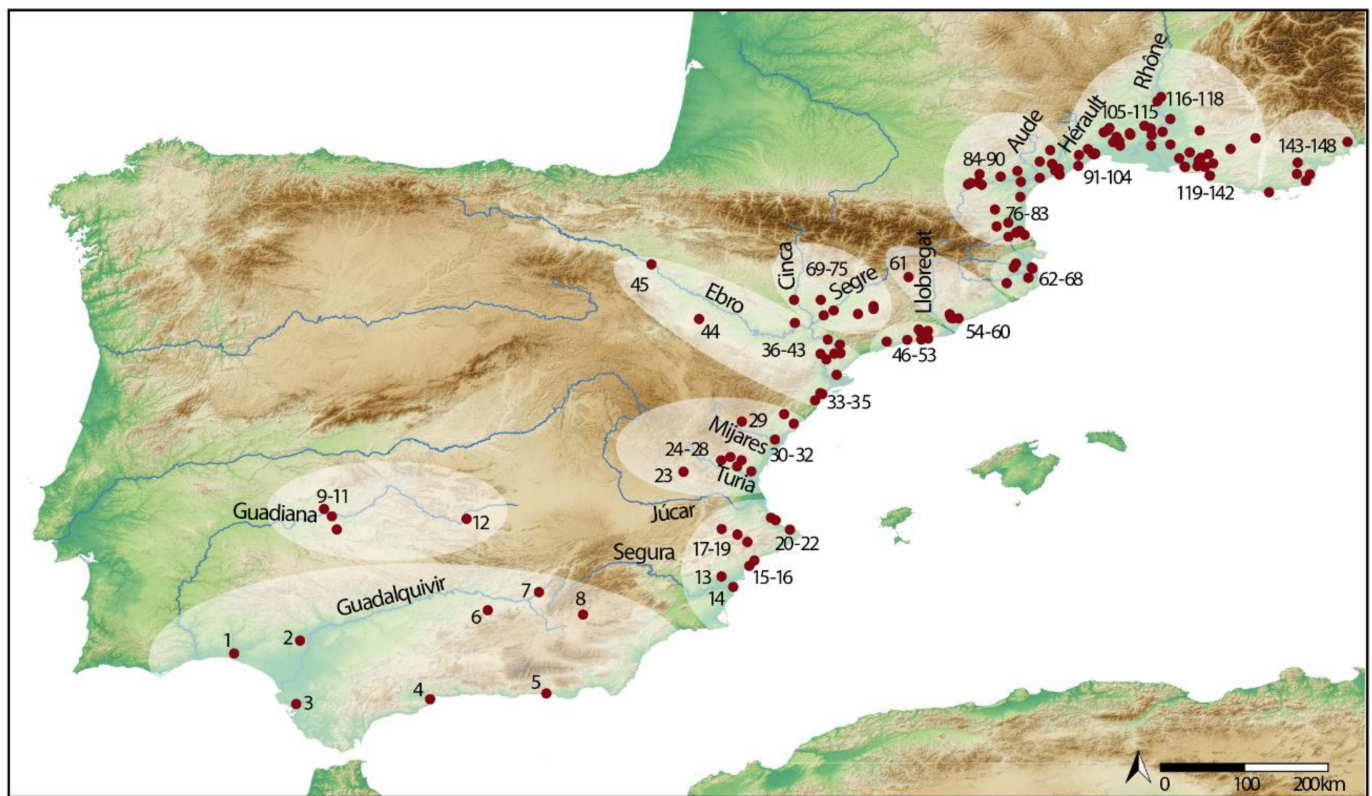 Rhône
116-118
105-115
Hérault
Aude
143-148
84-90
91-104
119-142
76-83
Cinca
69-75
61
Segre
Llobregat
62-68
45
Ebro
44
54-60
36-43
46-53
33-35
29
Mijares
24-28
30-32
23
Turia
9-11
Guadiana
12
Júcar
20-22
17-19
Segura
13
15-16
14
Guadalquivir
7
6
8
1
2
3
4
5
0 100 200km